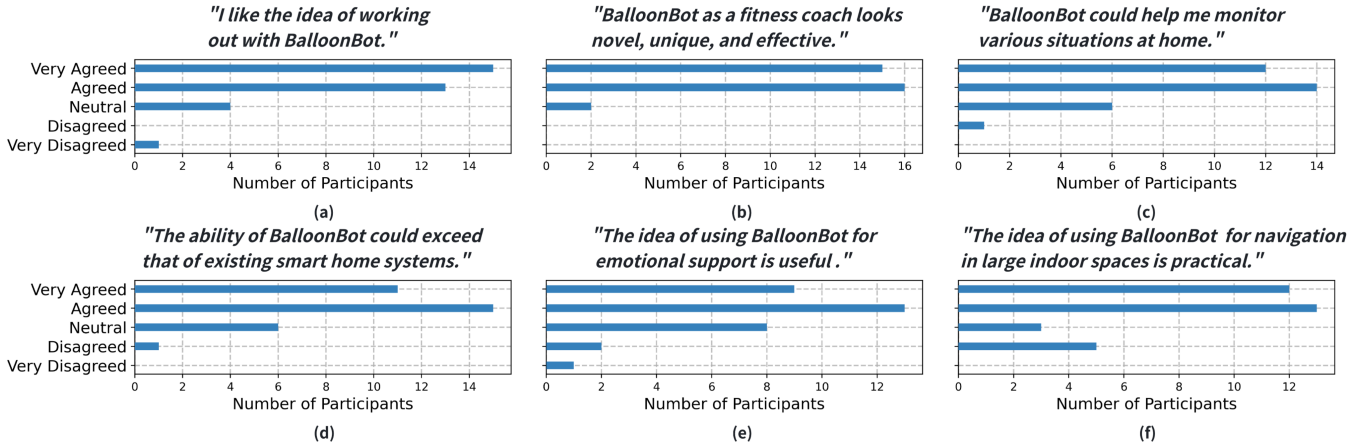 "I like the idea of working
out with BalloonBot."
Very Agreed
Agreed
Neutral
Disagreed
Very Disagreed
0 2 4 6 8 10 12 14
Number of Participants
(a)
"BalloonBot as a fitness coach looks
novel, unique, and effective."
0 2 4 6 8 10 12 14 16
Number of Participants
(b)
"BalloonBot could help me monitor
various situations at home."
0 2 4 6 8 10 12 14
Number of Participants
(c)
"The ability of BalloonBot could exceed
that of existing smart home systems."
Very Agreed
Agreed
Neutral
Disagreed
Very Disagreed
0 2 4 6 8 10 12 14
Number of Participants
(d)
"The idea of using BalloonBot for
emotional support is useful ."
0 2 4 6 8 10 12
Number of Participants
(e)
"The idea of using BalloonBot  for navigation
in large indoor spaces is practical."
0 2 4 6 8 10 12
Number of Participants
(f)